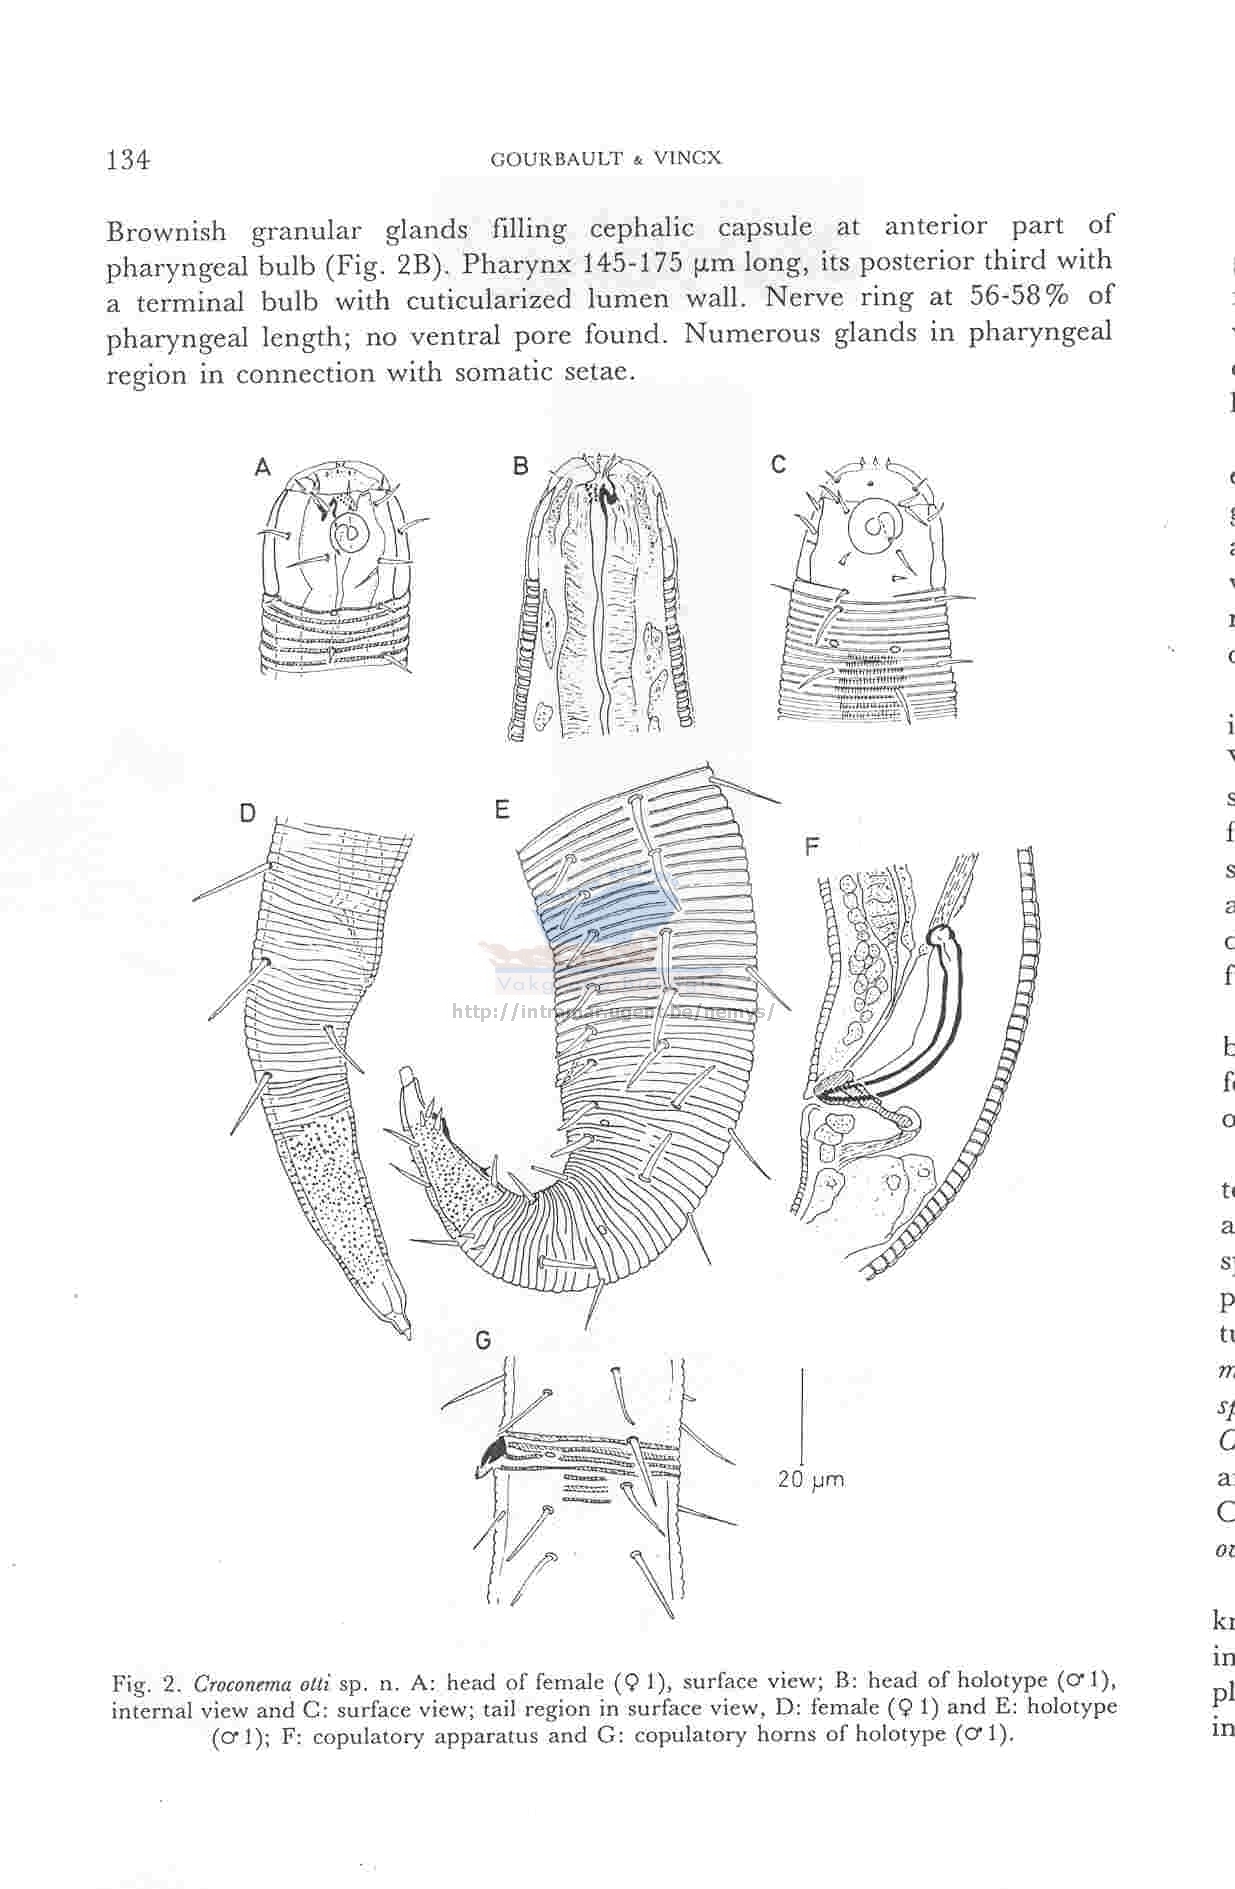 134
GOURBAULT & VINCX
Brownish granular glands filling cephalic capsule at anterior part of
pharyngeal bulb (Fig. 2B). Pharynx 145-175 µm long, its posterior third with
a terminal bulb with cuticularized lumen wall. Nerve ring at 56-58% of
pharyngeal length; no ventral pore found. Numerous glands in pharyngeal
region in connection with somatic setae.
A
B
C
D
E
F
http://intramar.ugent.be/nemys/
G
20 µm
Fig. 2. Croconema otti sp. n. A: head of female (♀ 1), surface view; B: head of holotype (♂ 1),
internal view and C: surface view; tail region in surface view, D: female (♀ 1) and E: holotype
(♂ 1); F: copulatory apparatus and G: copulatory horns of holotype (♂ 1).